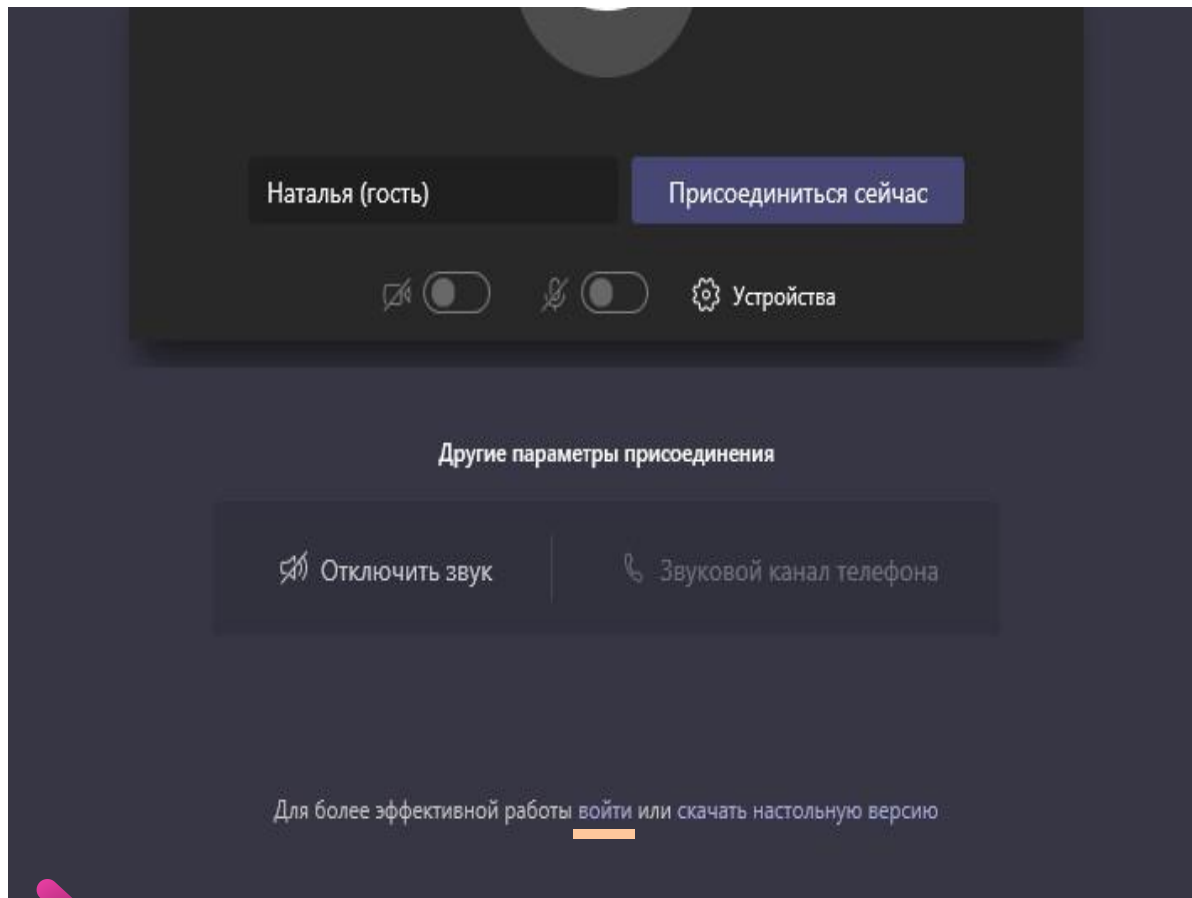 Наталья (гость)
Присоединиться сейчас
Устройства
Другие параметры присоединения
Отключить звук
Звуковой канал телефона
Для более эффективной работы войти или скачать настольную версию